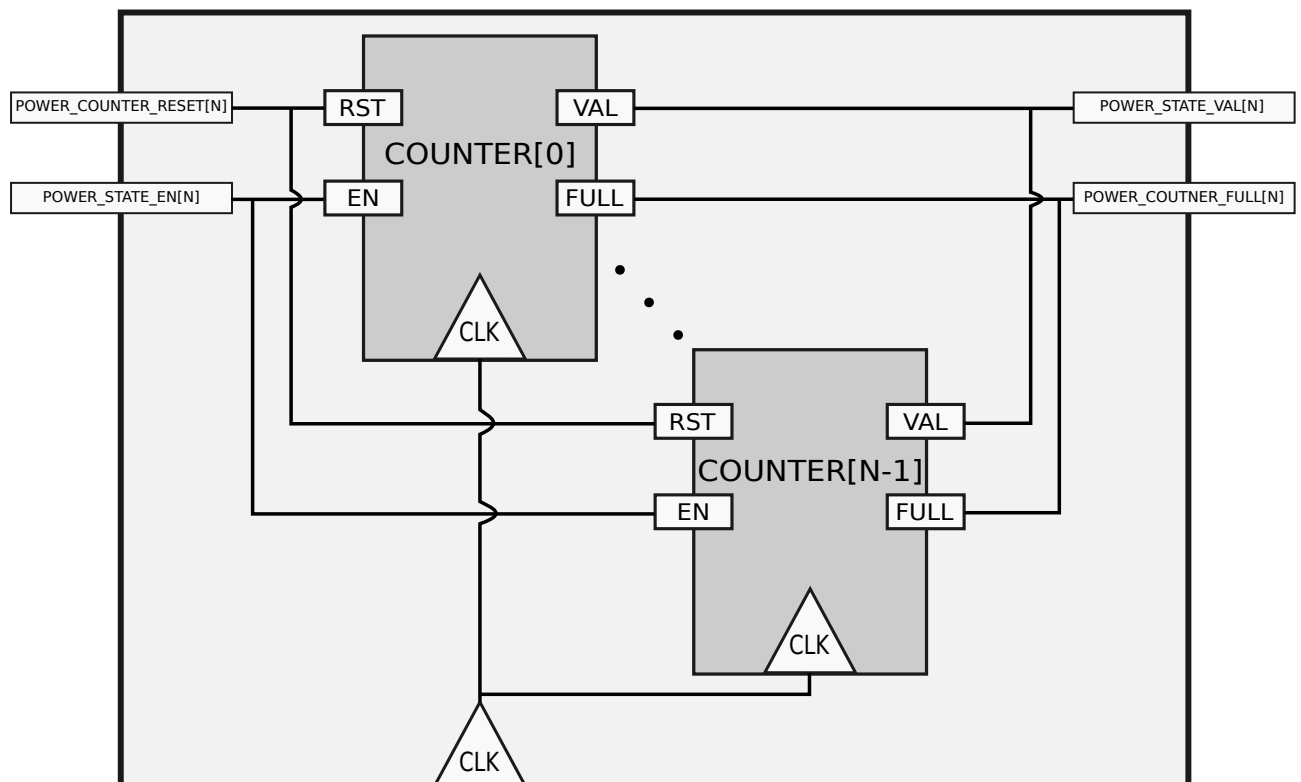 POWER_COUNTER_RESET[N]
RST
VAL
POWER_STATE_VAL[N]
COUNTER[0]
POWER_STATE_EN[N]
EN
FULL
POWER_COUTNER_FULL[N]
CLK
RST
VAL
COUNTER[N-1]
EN
FULL
CLK
CLK